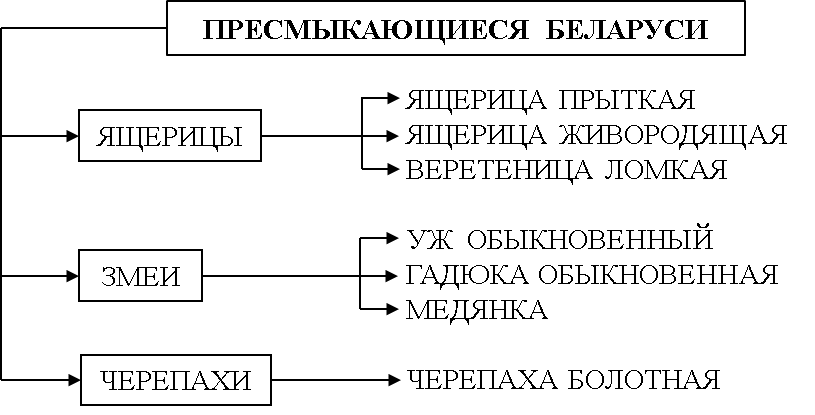 ПРЕСМЫКАЮЩИЕСЯ БЕЛАРУСИ
ЯЩЕРИЦЫ
ЯЩЕРИЦА ПРЫТКАЯ
ЯЩЕРИЦА ЖИВОРОДЯЩАЯ
ВЕРЕТЕНИЦА ЛОМКАЯ
ЗМЕИ
УЖ ОБЫКНОВЕННЫЙ
ГАДЮКА ОБЫКНОВЕННАЯ
МЕДЯНКА
ЧЕРЕПАХИ
ЧЕРЕПАХА БОЛОТНАЯ